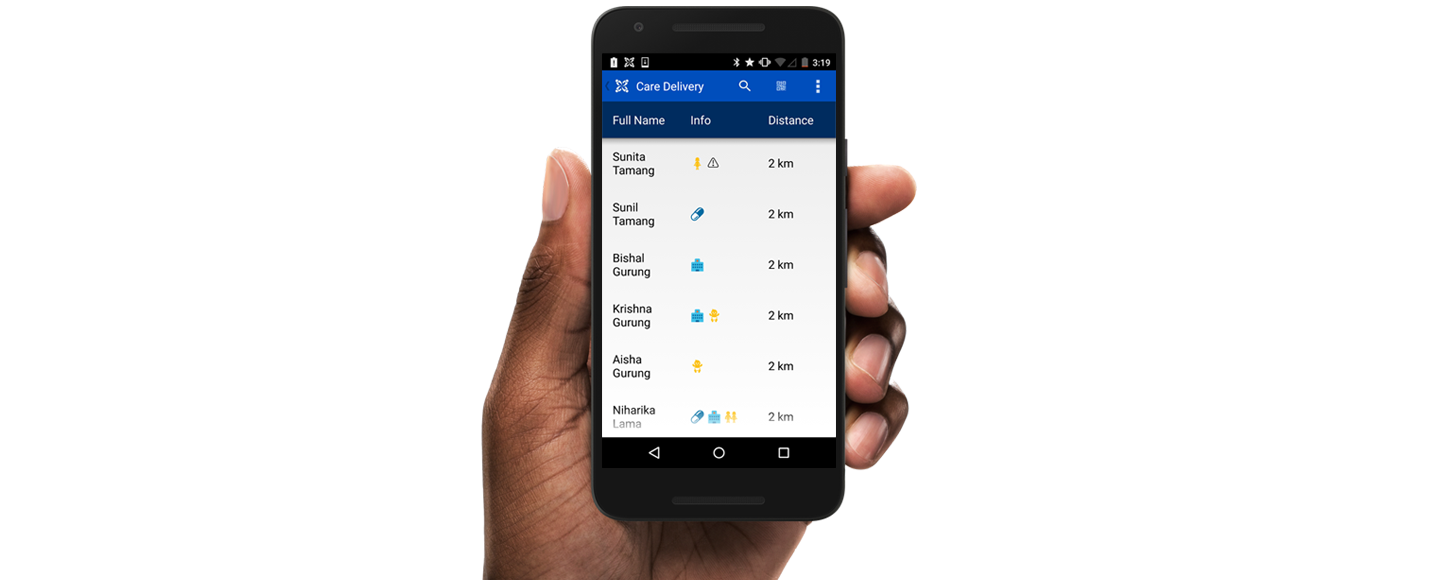 3:19
Care Delivery
Full Name Info Distance
Sunita
Tamang
2 km
Sunil
Tamang
2 km
Bishal
Gurung
2 km
Krishna
Gurung
2 km
Aisha
Gurung
2 km
Niharika
Lama
2 km